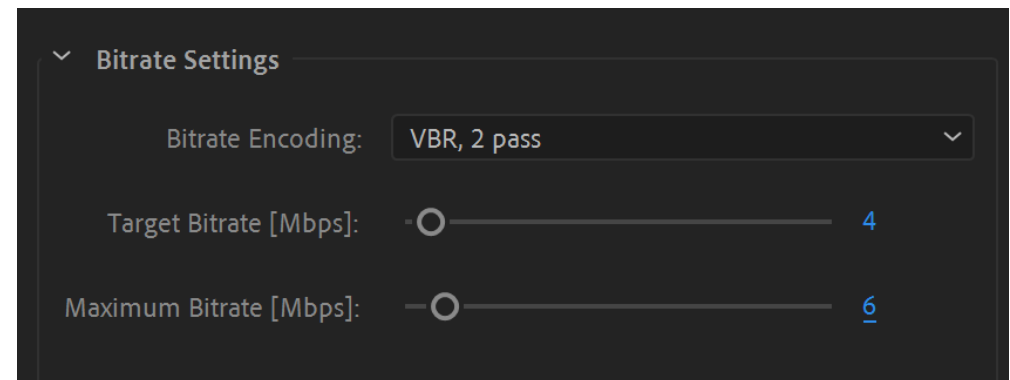 Bitrate Settings
Bitrate Encoding: VBR, 2 pass
Target Bitrate [Mbps]: 4
Maximum Bitrate [Mbps]: 6